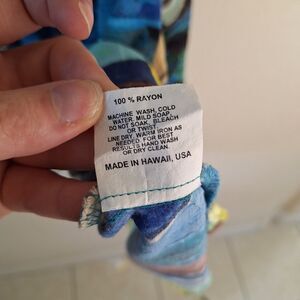 100 % RAYON
MACHINE WASH, COLD
WATER, MILD SOAP,
DO NOT SOAK, BLEACH
OR TWIST
LINE DRY, WARM IRON AS
NEEDED. FOR BEST
RESULTS HAND WASH
OR DRY CLEAN.
MADE IN HAWAII, USA